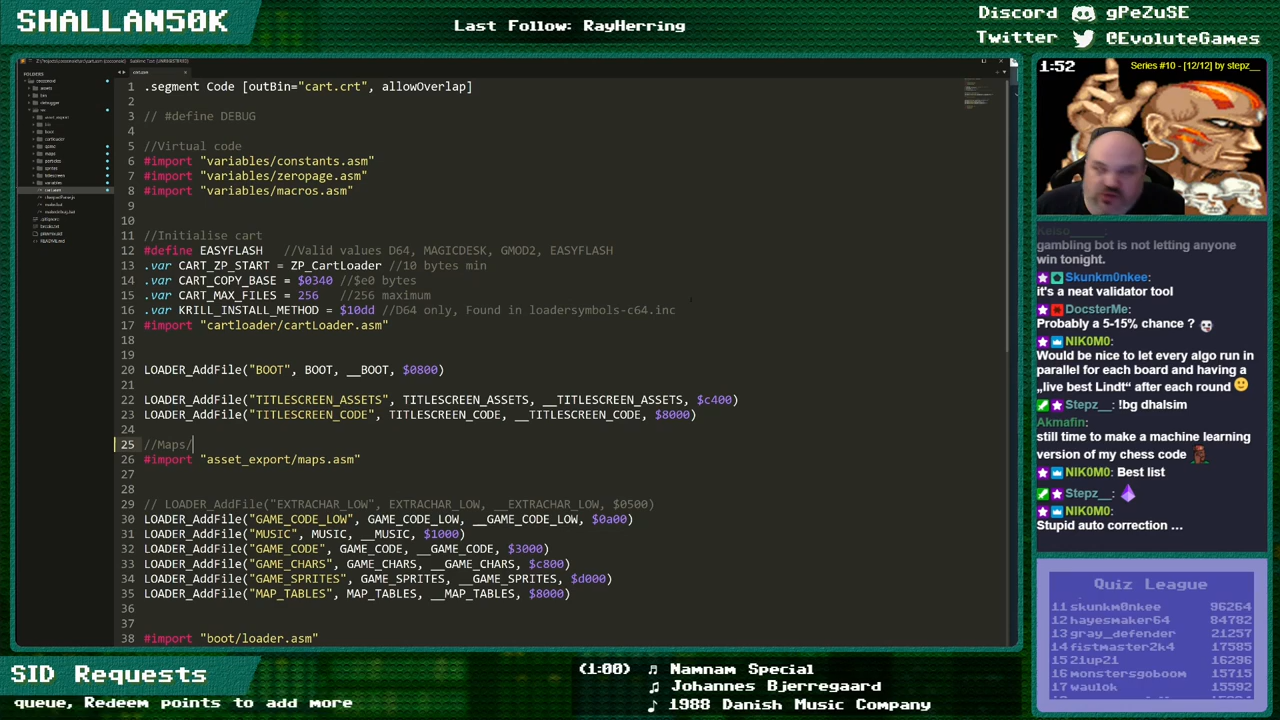 SHALLAN50K
Last Follow: RayHerring
Discord gPeZuSE
Twitter @EvoluteGames
1 .segment Code [outBin="cart.crt", allowOverlap]
2
3 // #define DEBUG
4
5 //Virtual code
6 #import "variables/constants.asm"
7 #import "variables/zeropage.asm"
8 #import "variables/macros.asm"
9
10
11 //Initialise cart
12 #define EASYFLASH //Valid values D64, MAGICDESK, GMOD2, EASYFLASH
13 .var CART_ZP_START = ZP_CartLoader //10 bytes min
14 .var CART_COPY_BASE = $0340 //$e0 bytes
15 .var CART_MAX_FILES = 256 //256 maximum
16 .var KRILL_INSTALL_METHOD = $10dd //D64 only, Found in loadersymbols-c64.inc
17 #import "cartloader/cartLoader.asm"
18
19
20 LOADER_AddFile("BOOT", BOOT, __BOOT, $0800)
21
22 LOADER_AddFile("TITLESCREEN_ASSETS", TITLESCREEN_ASSETS, __TITLESCREEN_ASSETS, $c400)
23 LOADER_AddFile("TITLESCREEN_CODE", TITLESCREEN_CODE, __TITLESCREEN_CODE, $8000)
24
25 //Maps/
26 #import "asset_export/maps.asm"
27
28
29 // LOADER_AddFile("EXTRACHAR_LOW", EXTRACHAR_LOW, __EXTRACHAR_LOW, $0500)
30 LOADER_AddFile("GAME_CODE_LOW", GAME_CODE_LOW, __GAME_CODE_LOW, $0a00)
31 LOADER_AddFile("MUSIC", MUSIC, __MUSIC, $1000)
32 LOADER_AddFile("GAME_CODE", GAME_CODE, __GAME_CODE, $3000)
33 LOADER_AddFile("GAME_CHARS", GAME_CHARS, __GAME_CHARS, $c800)
34 LOADER_AddFile("GAME_SPRITES", GAME_SPRITES, __GAME_SPRITES, $d000)
35 LOADER_AddFile("MAP_TABLES", MAP_TABLES, __MAP_TABLES, $8000)
36
37
38 #import "boot/loader.asm"
1:52 Series #10 - [12/12] by stepz__
gambling bot is not letting anyone
win tonight.
Skunkm0nkee:
it's a neat validator tool
DocsterMe:
Probably a 5-15% chance ?
NIK0M0:
Would be nice to let every algo run in
parallel for each board and having a
„live best Lindt“ after each round
Stepz__: !bg dhalsim
Akmafin:
still time to make a machine learning
version of my chess code
NIK0M0: Best list
Stepz__:
NIK0M0:
Stupid auto correction ...
Quiz League
11 skunkm0nkee 96264
12 hayesmaker64 84782
13 gray_defender 21257
14 fistmaster2k4 17585
15 21up21 16296
16 monstersgoboom 15715
17 waulok 15592
SID Requests
queue, Redeem points to add more
(1:00) Namnam Special
Johannes Bjerregaard
1988 Danish Music Company